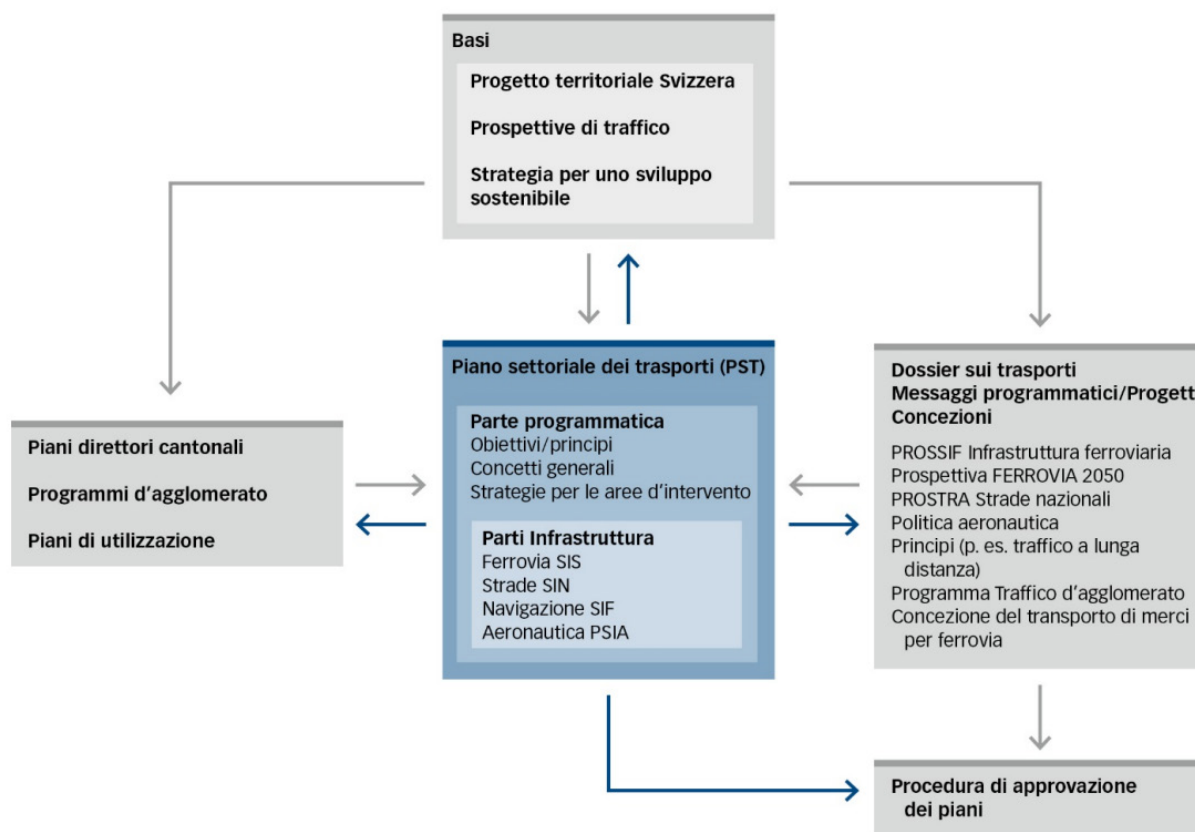 Basi
Progetto territoriale Svizzera
Prospettive di traffico
Strategia per uno sviluppo
sostenibile
Piani direttori cantonali
Programmi d'agglomerato
Piani di utilizzazione
Piano settoriale dei trasporti (PST)
Parte programmatica
Obiettivi/principi
Concetti generali
Strategie per le aree d'intervento
Parti Infrastruttura
Ferrovia SIS
Strade SIN
Navigazione SIF
Aeronautica PSIA
Dossier sui trasporti
Messaggi programmatici/Progett
Concezioni
PROSSIF Infrastruttura ferroviaria
Prospettiva FERROVIA 2050
PROSTRA Strade nazionali
Politica aeronautica
Principi (p. es. traffico a lunga
distanza)
Programma Traffico d'agglomerato
Concezione del transporto di merci
per ferrovia
Procedura di approvazione
dei piani